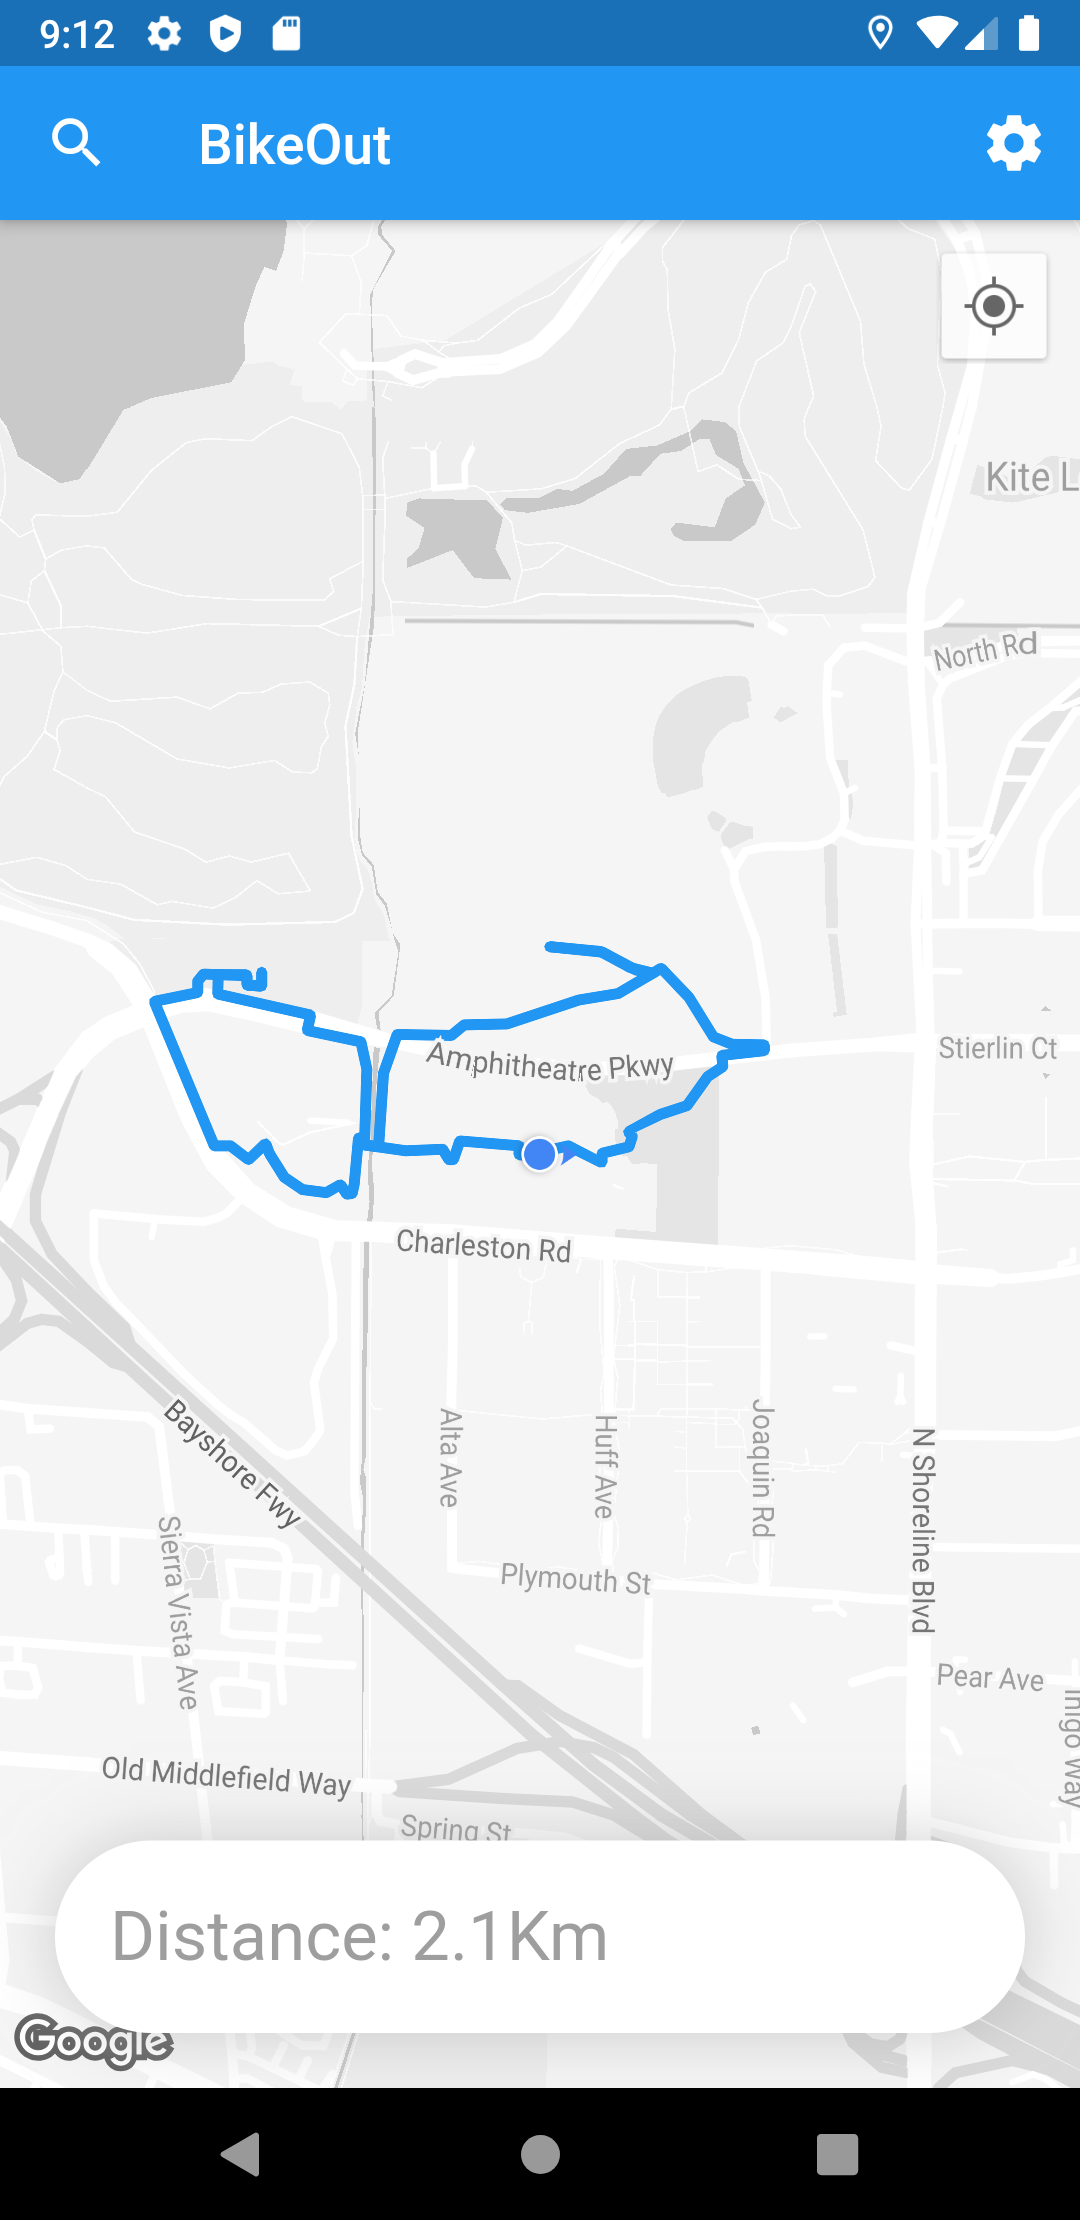 9:12
BikeOut
Kite L
North Rd
Amphitheatre Pkwy
Stierlin Ct
Charleston Rd
Bayshore Fwy
Alta Ave
Huff Ave
Joaquin Rd
N Shoreline Blvd
Sierra Vista Ave
Plymouth St
Pear Ave
Inigo Way
Old Middlefield Way
Spring St
Distance: 2.1Km
Google